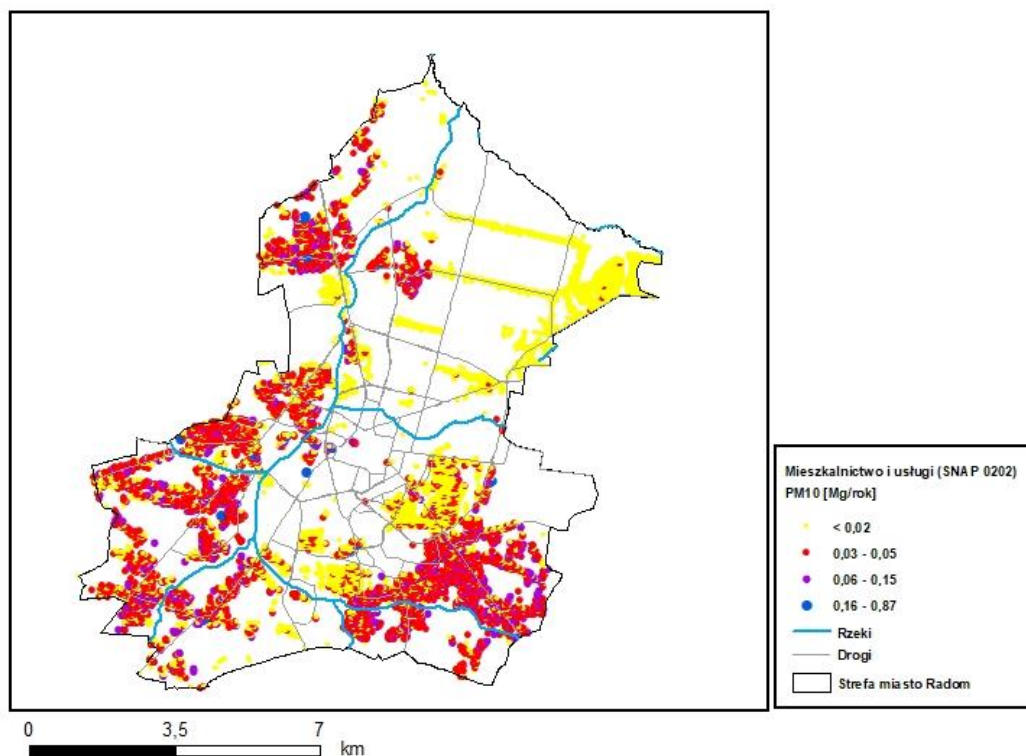 Mieszkalnictwo i usługi (SNAP 0202)
PM10 [Mg/rok]
< 0,02
0,03 - 0,05
0,06 - 0,15
0,16 - 0,87
Rzeki
Drogi
Strefa miasto Radom
0 3,5 7
km